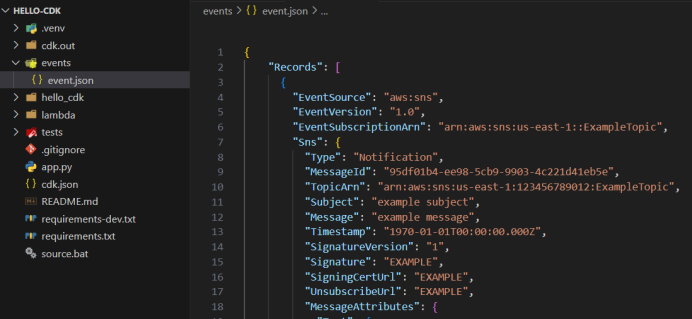 HELLO-CDK
.venv
cdk.out
events
{ } event.json
hello_cdk
lambda
tests
.gitignore
app.py
cdk.json
README.md
requirements-dev.txt
requirements.txt
source.bat
events > { } event.json > ...
1 {
2 "Records": [
3 {
4 "EventSource": "aws:sns",
5 "EventVersion": "1.0",
6 "EventSubscriptionArn": "arn:aws:sns:us-east-1::ExampleTopic",
7 "Sns": {
8 "Type": "Notification",
9 "MessageId": "95df01b4-ee98-5cb9-9903-4c221d41eb5e",
10 "TopicArn": "arn:aws:sns:us-east-1:123456789012:ExampleTopic",
11 "Subject": "example subject",
12 "Message": "example message",
13 "Timestamp": "1970-01-01T00:00:00.000Z",
14 "SignatureVersion": "1",
15 "Signature": "EXAMPLE",
16 "SigningCertUrl": "EXAMPLE",
17 "UnsubscribeUrl": "EXAMPLE",
18 "MessageAttributes": {